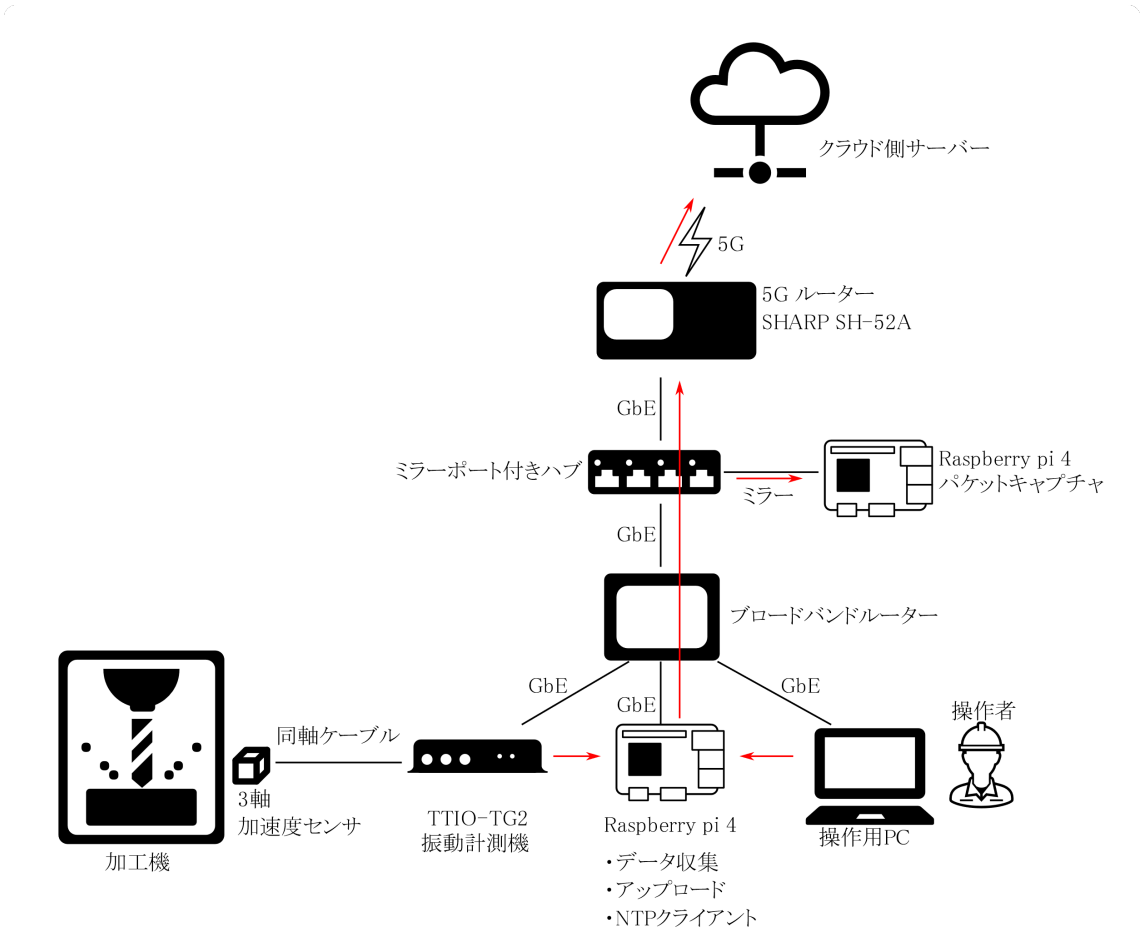 クラウド側サーバー
5G
5G ルーター
SHARP SH-52A
GbE
ミラーポート付きハブ
ミラー
Raspberry pi 4
パケットキャプチャ
GbE
ブロードバンドルーター
GbE
GbE
GbE
操作者
同軸ケーブル
3軸
加速度センサ
加工機
TTIO-TG2
振動計測機
Raspberry pi 4
・データ収集
・アップロード
・NTPクライアント
操作用PC